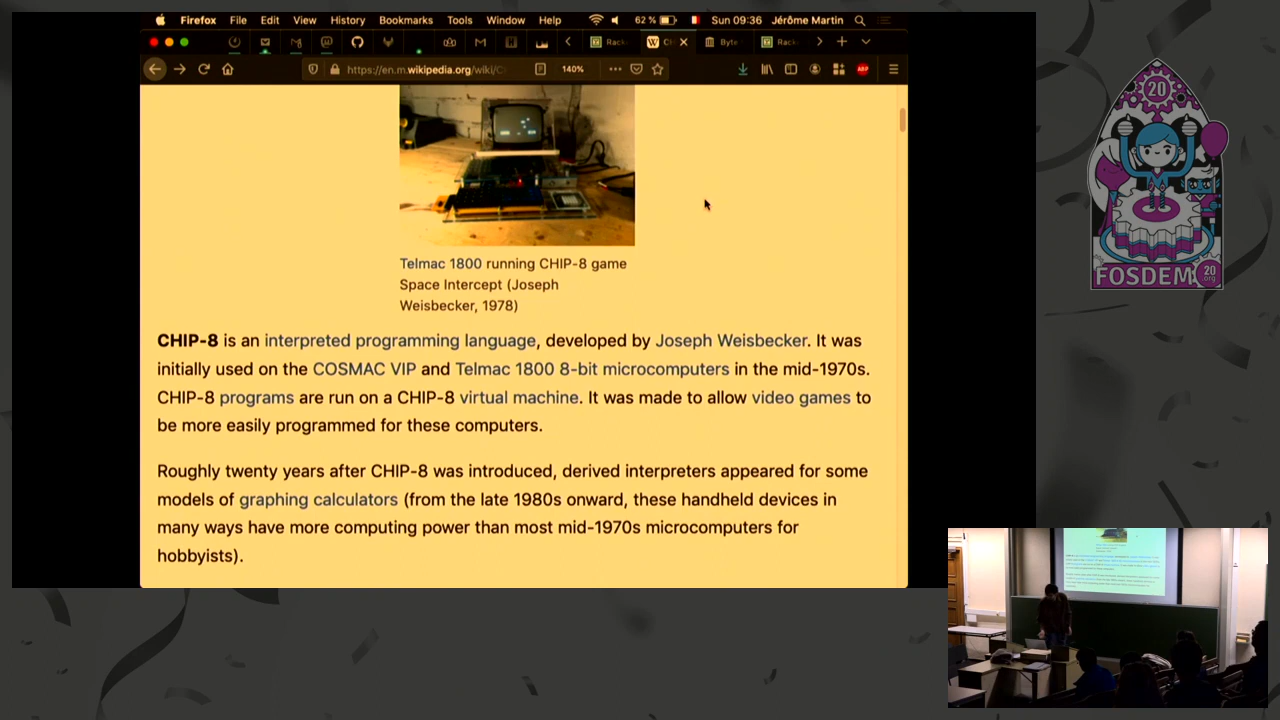 Firefox File Edit View History Bookmarks Tools Window Help 62 % Sun 09:36 Jérôme Martin
Rack W Byte Rack
https://en.m.wikipedia.org/wiki/C 140% ABP
Telmac 1800 running CHIP-8 game
Space Intercept (Joseph
Weisbecker, 1978)
CHIP-8 is an interpreted programming language, developed by Joseph Weisbecker. It was
initially used on the COSMAC VIP and Telmac 1800 8-bit microcomputers in the mid-1970s.
CHIP-8 programs are run on a CHIP-8 virtual machine. It was made to allow video games to
be more easily programmed for these computers.
Roughly twenty years after CHIP-8 was introduced, derived interpreters appeared for some
models of graphing calculators (from the late 1980s onward, these handheld devices in
many ways have more computing power than most mid-1970s microcomputers for
hobbyists).
20
FOSDEM 20 .org